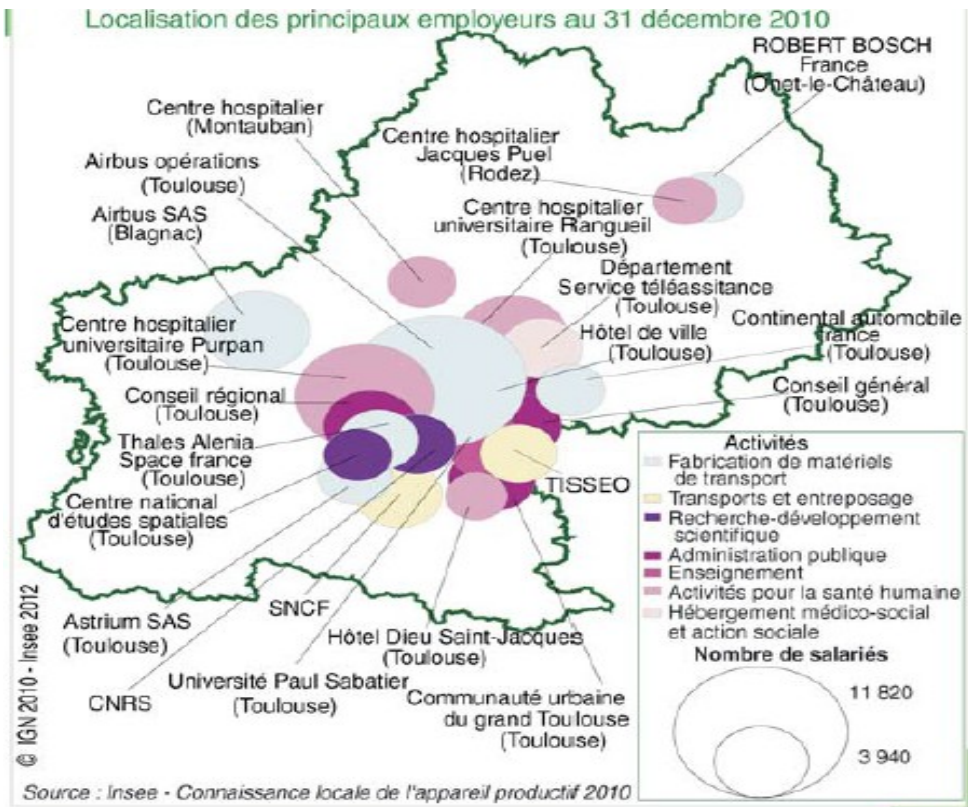 Localisation des principaux employeurs au 31 décembre 2010
ROBERT BOSCH
France
(Onet-le-Château)
Centre hospitalier
(Montauban)
Centre hospitalier
Jacques Puel
(Rodez)
Airbus opérations
(Toulouse)
Airbus SAS
(Blagnac)
Centre hospitalier
universitaire Rangueil
(Toulouse)
Département
Service téléassitance
(Toulouse)
Centre hospitalier
universitaire Purpan
(Toulouse)
Hôtel de ville
(Toulouse)
Continental automobile
france
(Toulouse)
Conseil régional
(Toulouse)
Conseil général
(Toulouse)
Thales Alenia
Space france
(Toulouse)
Centre national
d'études spatiales
(Toulouse)
TISSEO
Astrium SAS
(Toulouse)
SNCF
CNRS
Université Paul Sabatier
(Toulouse)
Hôtel Dieu Saint-Jacques
(Toulouse)
Communauté urbaine
du grand Toulouse
(Toulouse)
Activités
Fabrication de matériels
de transport
Transports et entreposage
Recherche-développement
scientifique
Administration publique
Enseignement
Activités pour la santé humaine
Hébergement médico-social
et action sociale
Nombre de salariés
11 820
3 940
© IGN 2010 - Insee 2012
Source : Insee - Connaissance locale de l'appareil productif 2010